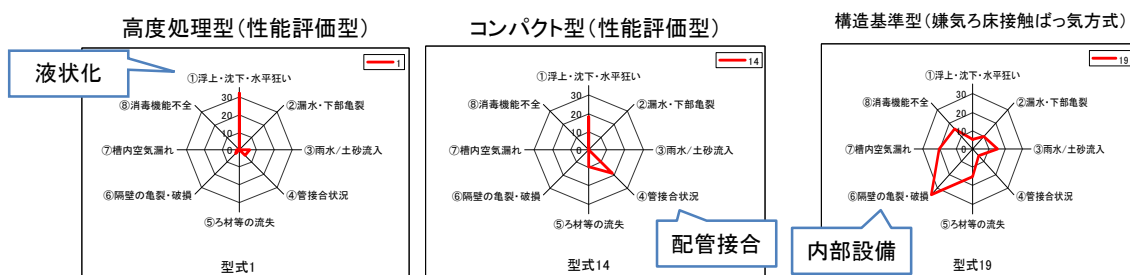 高度処理型(性能評価型)
液状化
1
①浮上・沈下・水平狂い
⑧消毒機能不全
②漏水・下部亀裂
30
20
10
0
⑦槽内空気漏れ
③雨水/土砂流入
⑥隔壁の亀裂・破損
④管接合状況
⑤ろ材等の流失
型式1
コンパクト型(性能評価型)
14
①浮上・沈下・水平狂い
⑧消毒機能不全
②漏水・下部亀裂
30
20
10
0
⑦槽内空気漏れ
③雨水/土砂流入
⑥隔壁の亀裂・破損
④管接合状況
⑤ろ材等の流失
配管接合
型式14
構造基準型(嫌気ろ床接触ばっ気方式)
19
①浮上・沈下・水平狂い
⑧消毒機能不全
②漏水・下部亀裂
30
20
10
0
⑦槽内空気漏れ
③雨水/土砂流入
⑥隔壁の亀裂・破損
④管接合状況
⑤ろ材等の流失
内部設備
型式19